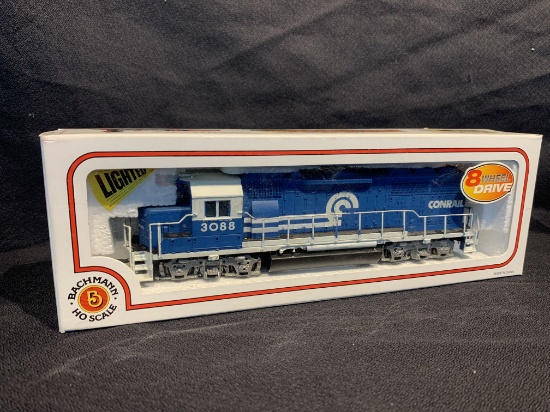 LIGHTED
8 WHEEL
DRIVE
CONRAIL
3088
BACHMANN
HO SCALE